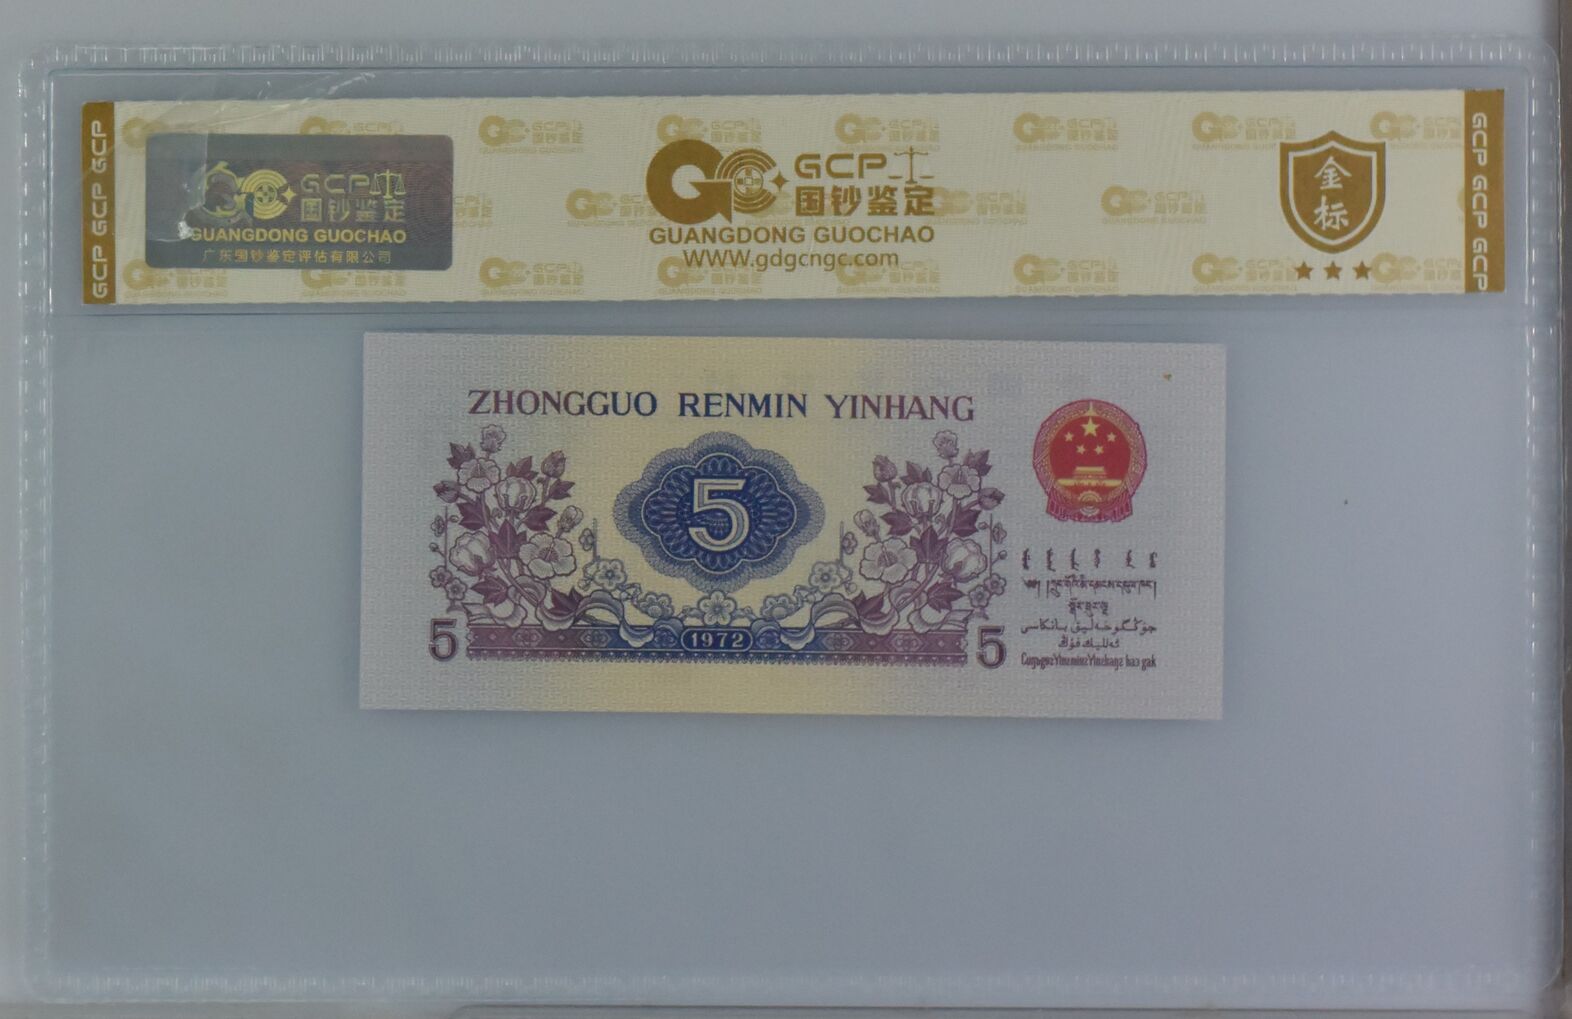 GCP
国钞鉴定
GUANGDONG GUOCHAO
广东国钞鉴定评估有限公司
GCP
国钞鉴定
GUANGDONG GUOCHAO
WWW.gdgcngc.com
金
标
GCP GCP GCP
GCP GCP GCP
ZHONGGUO RENMIN YINHANG
5
1972
5
5